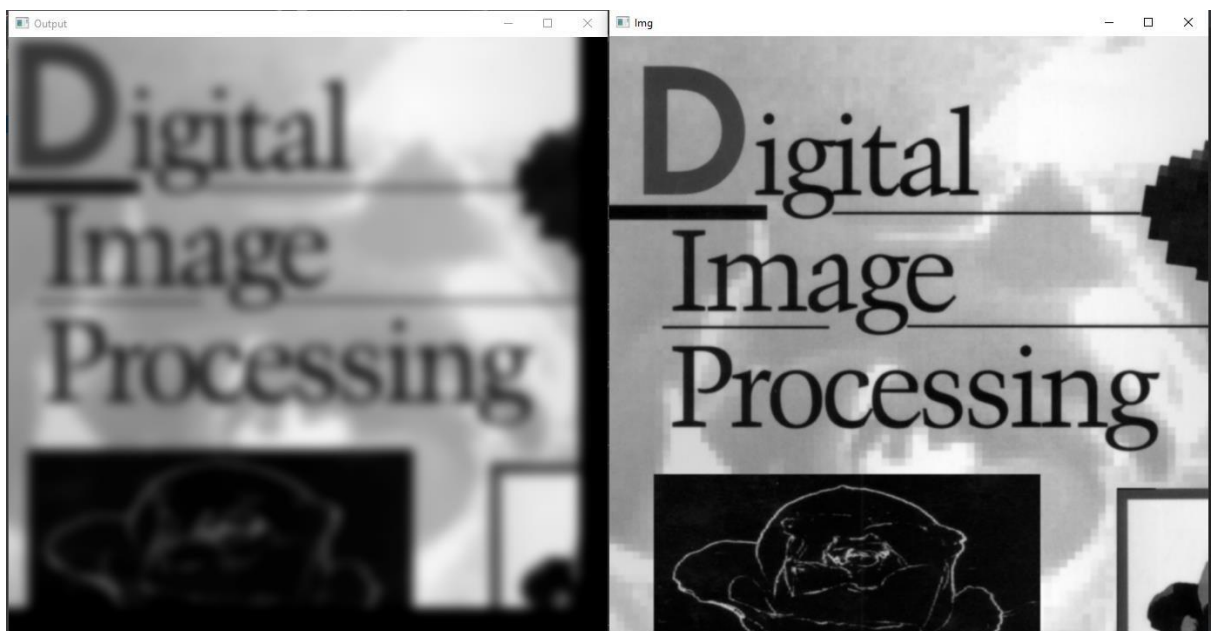 Output
Img
Digital
Image
Processing
Digital
Image
Processing